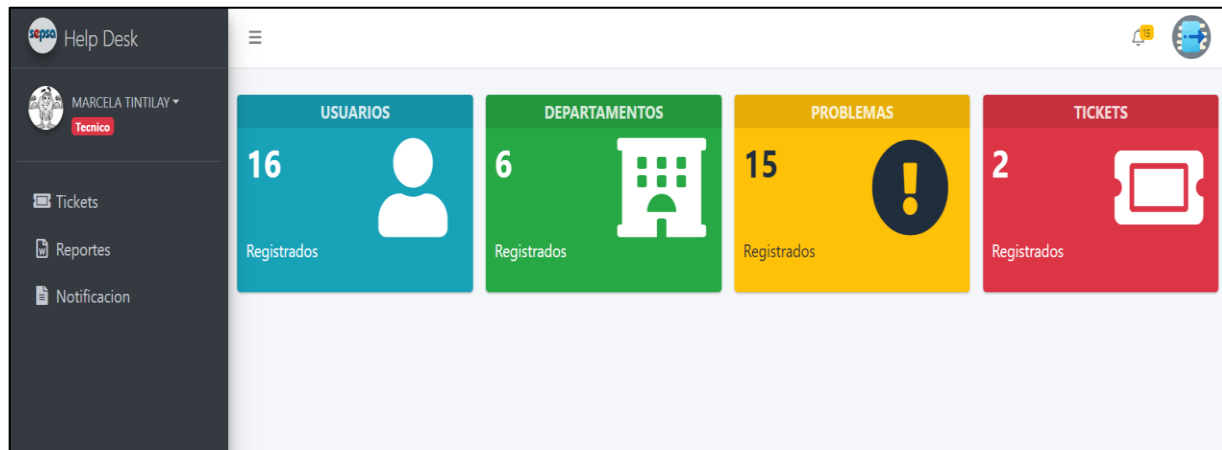 sepsa Help Desk
15
MARCELA TINTILAY
Tecnico
Tickets
Reportes
Notificacion
USUARIOS
16
Registrados
DEPARTAMENTOS
6
Registrados
PROBLEMAS
15
Registrados
TICKETS
2
Registrados